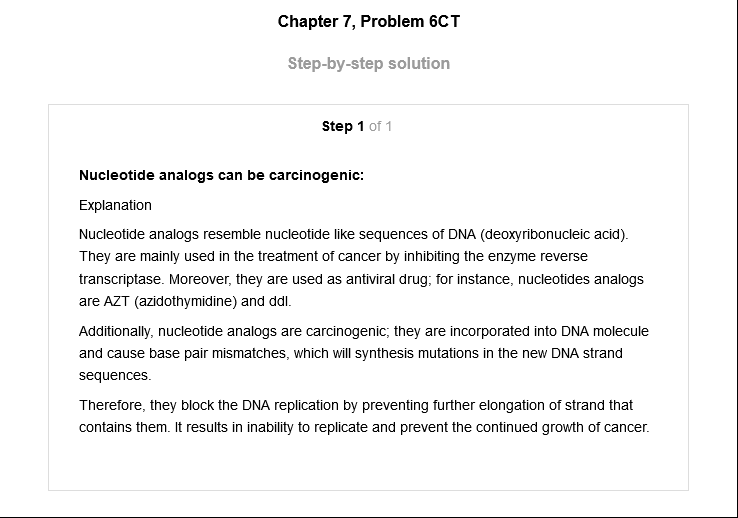 Chapter 7, Problem 6CT
Step-by-step solution
Step 1 of 1
Nucleotide analogs can be carcinogenic:
Explanation
Nucleotide analogs resemble nucleotide like sequences of DNA (deoxyribonucleic acid).
They are mainly used in the treatment of cancer by inhibiting the enzyme reverse
transcriptase. Moreover, they are used as antiviral drug; for instance, nucleotides analogs
are AZT (azidothymidine) and ddl.
Additionally, nucleotide analogs are carcinogenic; they are incorporated into DNA molecule
and cause base pair mismatches, which will synthesis mutations in the new DNA strand
sequences.
Therefore, they block the DNA replication by preventing further elongation of strand that
contains them. It results in inability to replicate and prevent the continued growth of cancer.